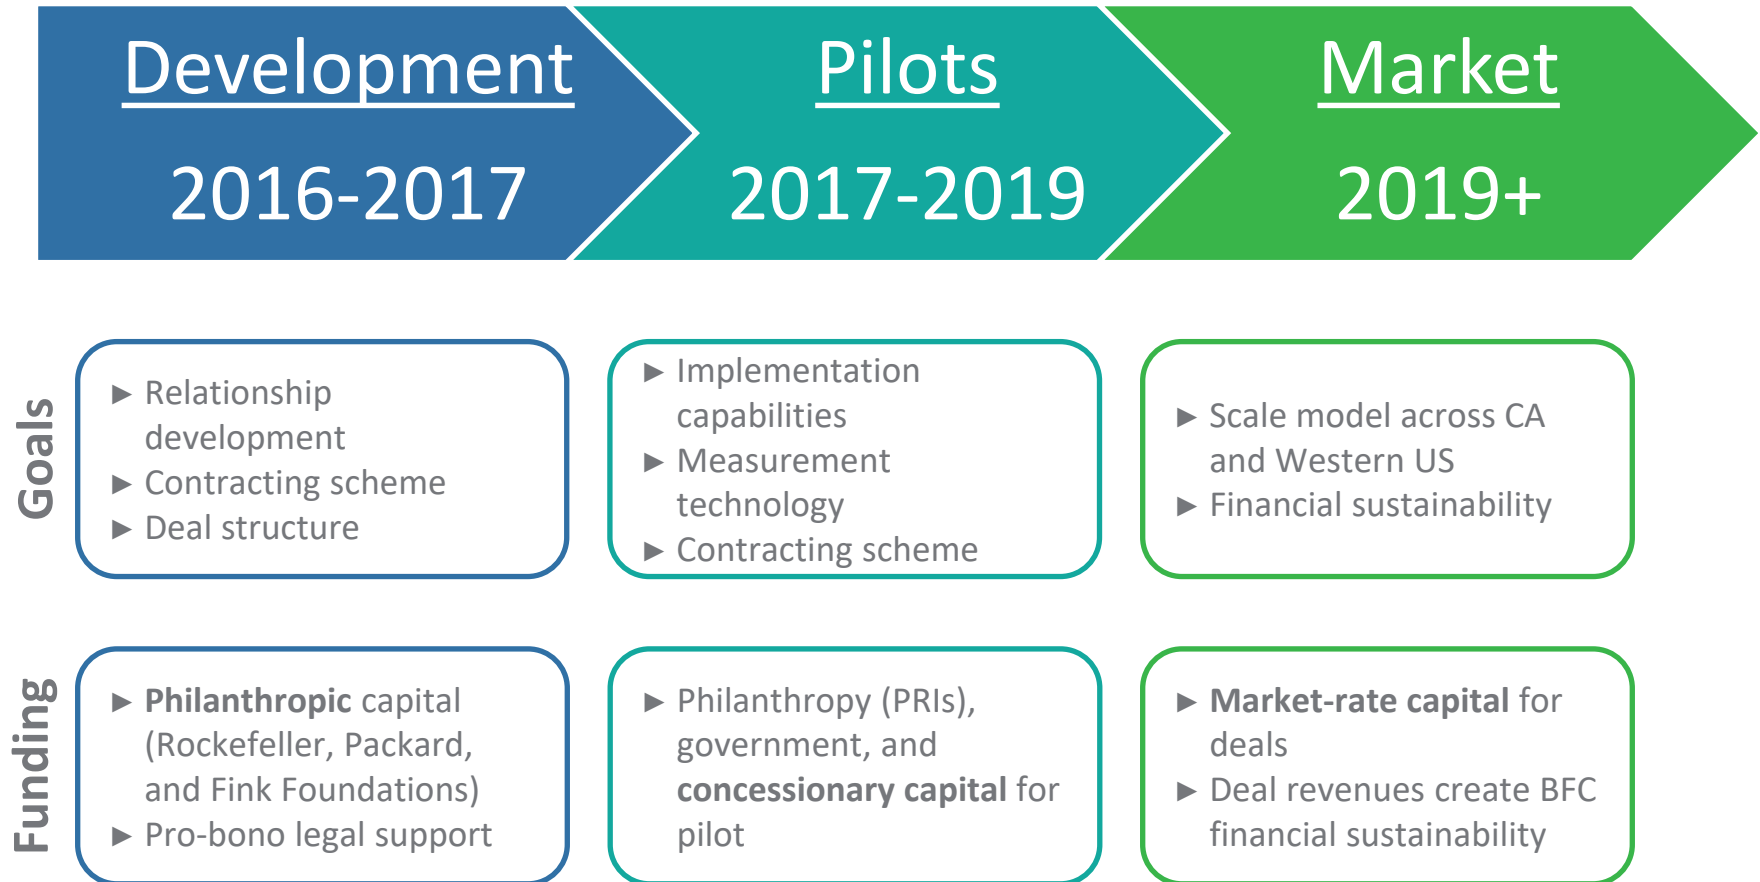 Development
2016-2017
Pilots
2017-2019
Market
2019+
Goals
► Relationship
development
► Contracting scheme
► Deal structure
► Implementation
capabilities
► Measurement
technology
► Contracting scheme
► Scale model across CA
and Western US
► Financial sustainability
Funding
► Philanthropic capital
(Rockefeller, Packard,
and Fink Foundations)
► Pro-bono legal support
► Philanthropy (PRIs),
government, and
concessionary capital for
pilot
► Market-rate capital for
deals
► Deal revenues create BFC
financial sustainability